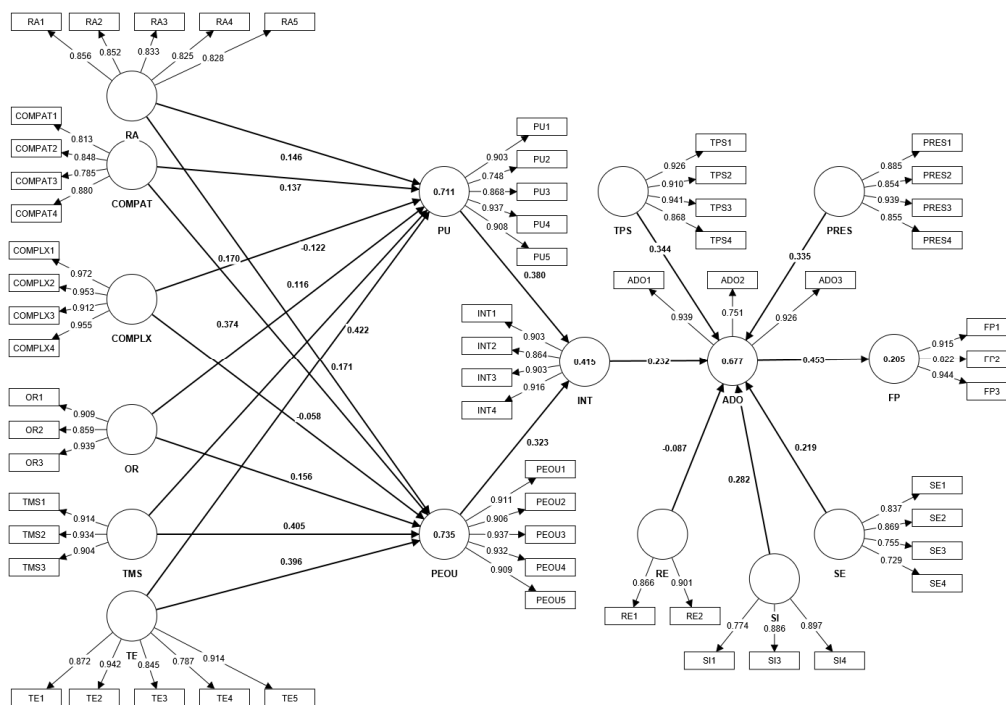 RA1 RA2 RA3 RA4 RA5
0.856 0.852 0.833 0.825 0.828
RA
COMPAT1
COMPAT2
COMPAT3
COMPAT4
0.813
0.848
0.785
0.880
COMPAT
COMPLX1
COMPLX2
COMPLX3
COMPLX4
0.972
0.953
0.912
0.955
COMPLX
OR1
OR2
OR3
0.909
0.859
0.939
OR
TMS1
TMS2
TMS3
0.914
0.934
0.904
TMS
TE
0.872 0.942 0.845 0.787 0.914
TE1 TE2 TE3 TE4 TE5
0.146
0.137
0.170
-0.122
0.116
0.374
0.422
0.171
-0.058
0.156
0.405
0.396
0.711
PU
0.903
0.748
0.868
0.937
0.908
PU1
PU2
PU3
PU4
PU5
0.380
INT1
INT2
INT3
INT4
0.903
0.864
0.903
0.916
0.415
INT
0.323
0.735
PEOU
0.911
0.906
0.937
0.932
0.909
PEOU1
PEOU2
PEOU3
PEOU4
PEOU5
TPS
0.926
0.910
0.941
0.868
TPS1
TPS2
TPS3
TPS4
0.344
PRES
0.885
0.854
0.939
0.855
PRES1
PRES2
PRES3
PRES4
0.335
ADO1 ADO2 ADO3
0.939 0.751 0.926
0.232
0.677
ADO
0.205
FP
0.915
0.944
FP1
FP2
FP3
-0.087
0.282
0.219
RE
0.866 0.901
RE1 RE2
SI
0.774 0.886 0.897
SI1 SI3 SI4
SE
0.837
0.869
0.755
0.729
SE1
SE2
SE3
SE4